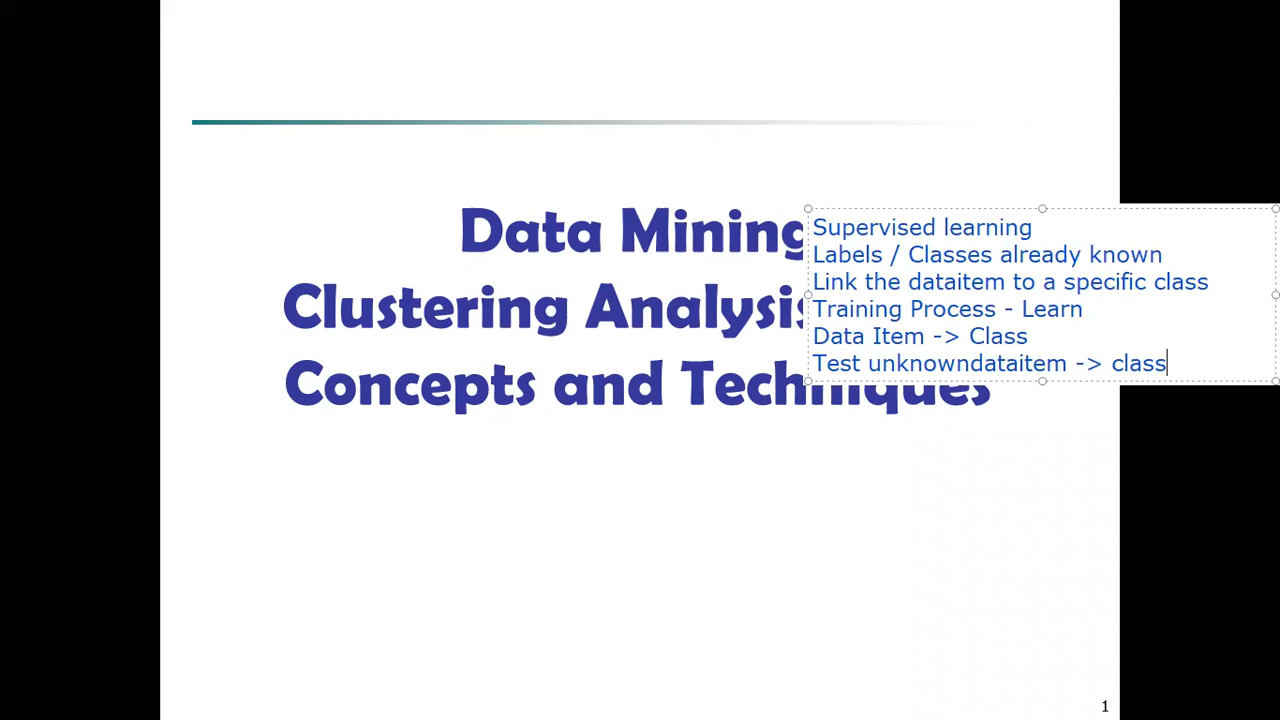 Data Mining
Clustering Analysis
Concepts and Techniques
Supervised learning
Labels / Classes already known
Link the dataitem to a specific class
Training Process - Learn
Data Item -> Class
Test unknowndataitem -> class
1